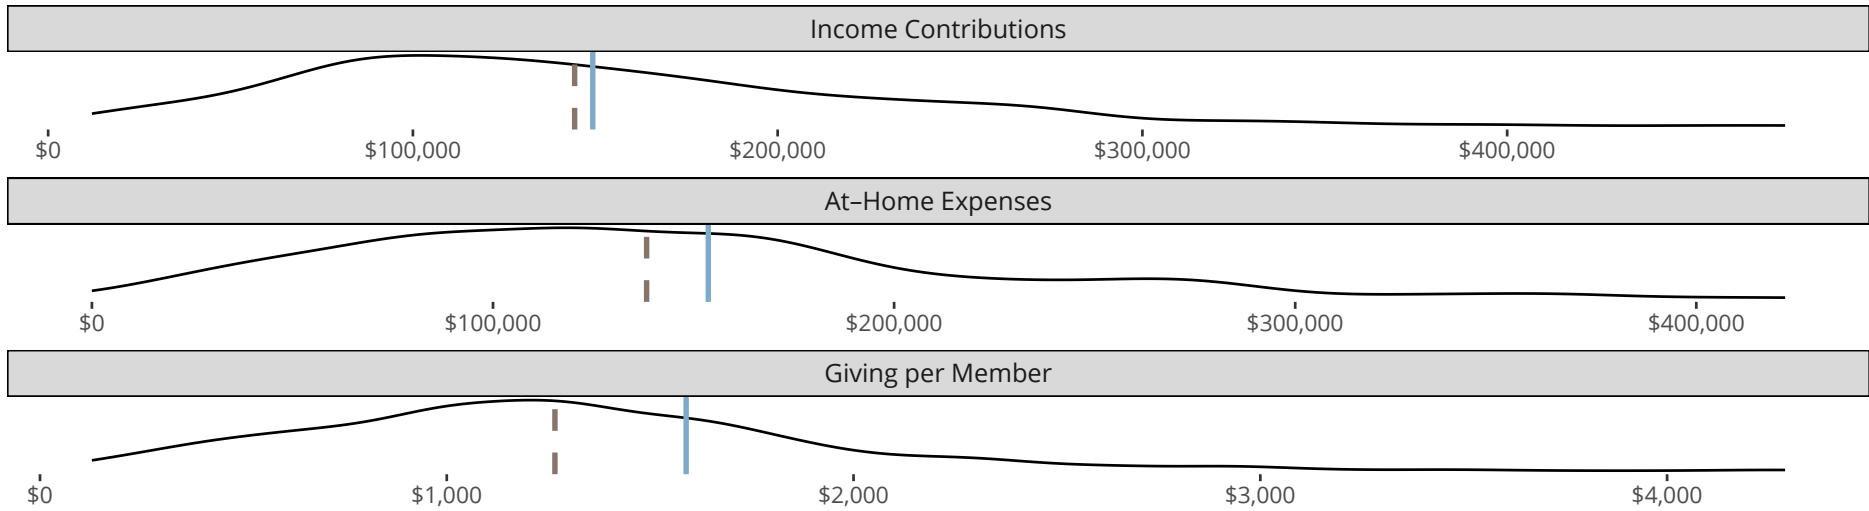 Income Contributions
$0 $100,000 $200,000 $300,000 $400,000
At–Home Expenses
$0 $100,000 $200,000 $300,000 $400,000
Giving per Member
$0 $1,000 $2,000 $3,000 $4,000